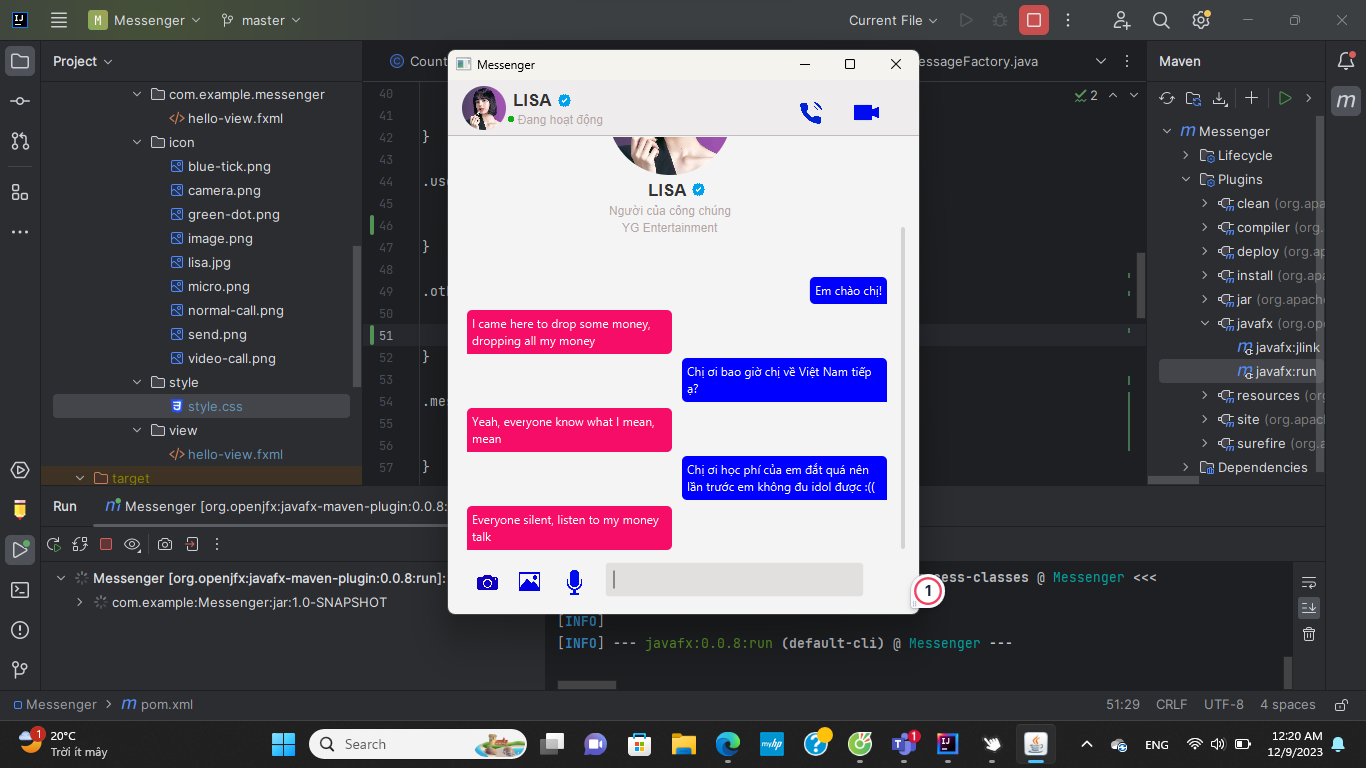 Messenger
master
Current File
Project
com.example.messenger
hello-view.fxml
icon
blue-tick.png
camera.png
green-dot.png
image.png
lisa.jpg
micro.png
normal-call.png
send.png
video-call.png
style
style.css
view
hello-view.fxml
target
Count
essageFactory.java
2
40
41
42 }
43
44 .use
45
46
47 }
48
49 .oth
50
51
52 }
53
54 .mes
55
56
57 }
Maven
Messenger
Lifecycle
Plugins
clean (org.apa
compiler (org.
deploy (org.a
install (org.a
jar (org.apach
javafx (org.op
javafx:jlink
javafx:run
resources (or
site (org.apac
surefire (org.a
Dependencies
Messenger
LISA
Đang hoạt động
LISA
Người của công chúng
YG Entertainment
Em chào chị!
I came here to drop some money,
dropping all my money
Chị ơi bao giờ chị về Việt Nam tiếp
ạ?
Yeah, everyone know what I mean,
mean
Chị ơi học phí của em đắt quá nên
lần trước em không đu idol được :((
Everyone silent, listen to my money
talk
1
Run
Messenger [org.openjfx:javafx-maven-plugin:0.0.8:
Messenger [org.openjfx:javafx-maven-plugin:0.0.8:run]:
com.example:Messenger:jar:1.0-SNAPSHOT
ess-classes @ Messenger <<<
[INFO]
[INFO] --- javafx:0.0.8:run (default-cli) @ Messenger ---
Messenger > pom.xml
51:29 CRLF UTF-8 4 spaces
1
20°C
Trời ít mây
Search
myhp
1
ENG
12:20 AM
12/9/2023